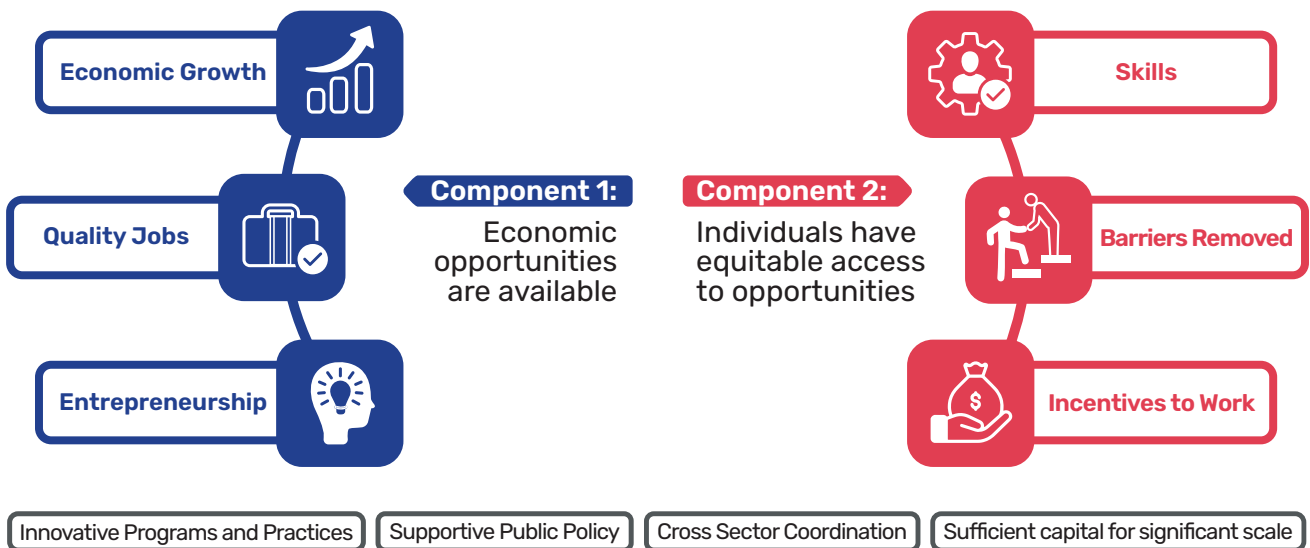 Economic Growth
Quality Jobs
Entrepreneurship
Component 1:
Economic
opportunities
are available
Component 2:
Individuals have
equitable access
to opportunities
Skills
Barriers Removed
$
Incentives to Work
Innovative Programs and Practices
Supportive Public Policy
Cross Sector Coordination
Sufficient capital for significant scale